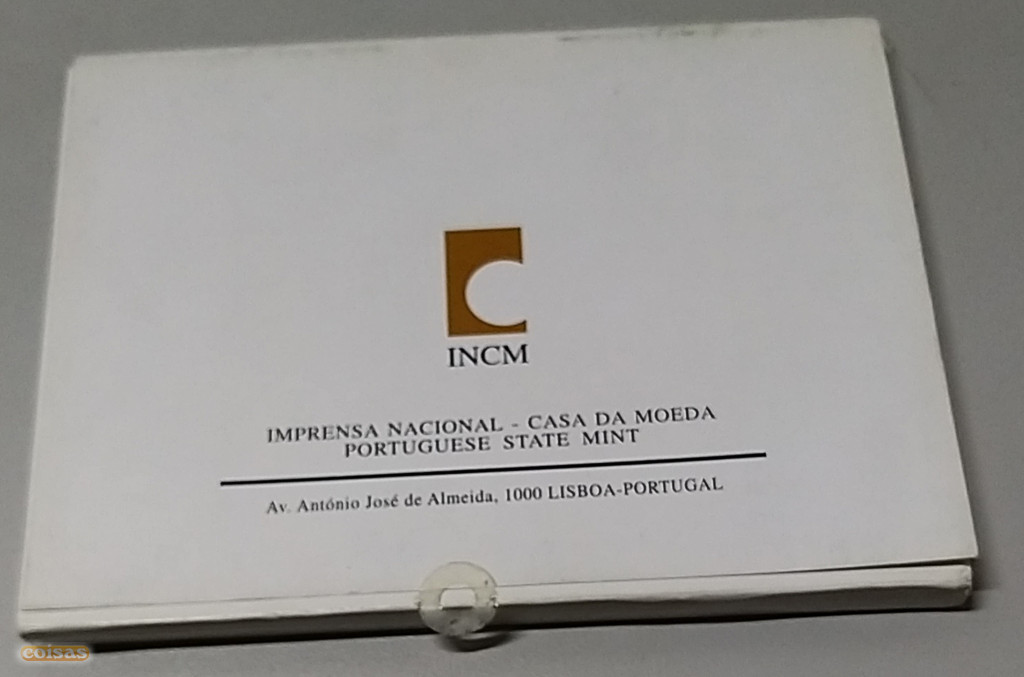 INCM
IMPRENSA NACIONAL - CASA DA MOEDA
PORTUGUESE STATE MINT
Av. António José de Almeida, 1000 LISBOA-PORTUGAL
coisas